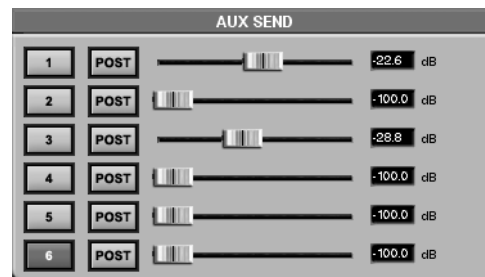 AUX SEND
1 POST -22.6 dB
2 POST -100.0 dB
3 POST -28.8 dB
4 POST -100.0 dB
5 POST -100.0 dB
6 POST -100.0 dB